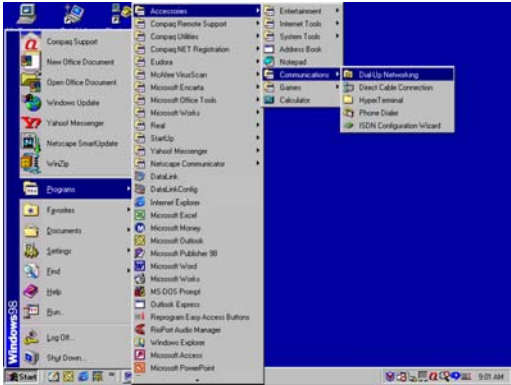 Compaq Support
New Office Document
Open Office Document
Windows Update
Yahoo! Messenger
Netscape SmartUpdate
WinZip
Programs
Favorites
Documents
Settings
Find
Help
Run...
Log Off...
Shut Down...
Windows98
Accessories
Compaq Remote Support
Compaq Utilities
Compaq.NET Registration
Eudora
McAfee VirusScan
Microsoft Encarta
Microsoft Office Tools
Microsoft Works
Real
StartUp
Yahoo! Messenger
Netscape Communicator
DataLink
DataLinkConfig
Internet Explorer
Microsoft Excel
Microsoft Money
Microsoft Outlook
Microsoft Publisher 98
Microsoft Word
Microsoft Works
MS-DOS Prompt
Outlook Express
Reprogram Easy Access Buttons
RioPort Audio Manager
Windows Explorer
Microsoft Access
Microsoft PowerPoint
Entertainment
Internet Tools
System Tools
Address Book
Notepad
Communications
Games
Calculator
Dial-Up Networking
Direct Cable Connection
HyperTerminal
Phone Dialer
ISDN Configuration Wizard
Start
9:01 AM